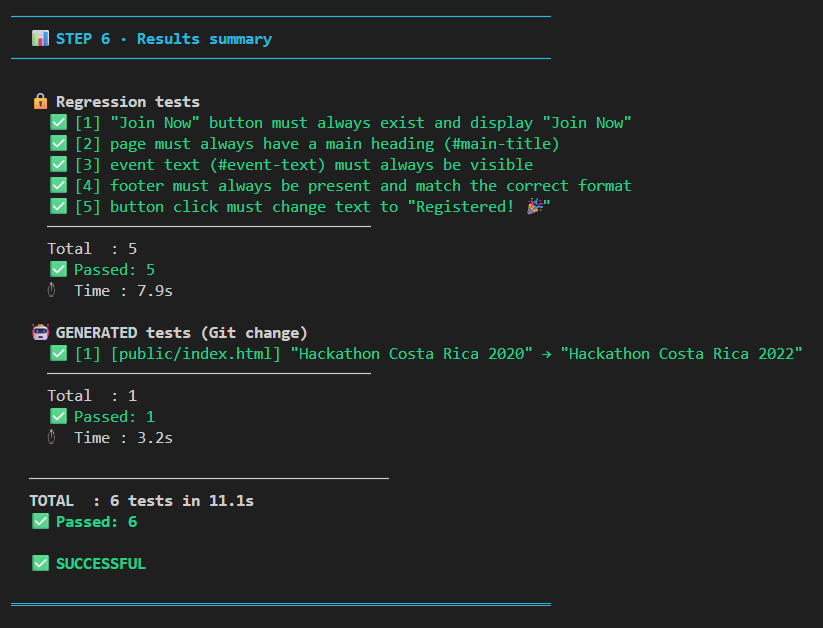 📊 STEP 6 · Results summary
🔒 Regression tests
✅ [1] "Join Now" button must always exist and display "Join Now"
✅ [2] page must always have a main heading (#main-title)
✅ [3] event text (#event-text) must always be visible
✅ [4] footer must always be present and match the correct format
✅ [5] button click must change text to "Registered! 🎉"
Total  : 5
✅ Passed: 5
⏱  Time : 7.9s
🤖 GENERATED tests (Git change)
✅ [1] [public/index.html] "Hackathon Costa Rica 2020" → "Hackathon Costa Rica 2022"
Total  : 1
✅ Passed: 1
⏱  Time : 3.2s
TOTAL  : 6 tests in 11.1s
✅ Passed: 6
✅ SUCCESSFUL